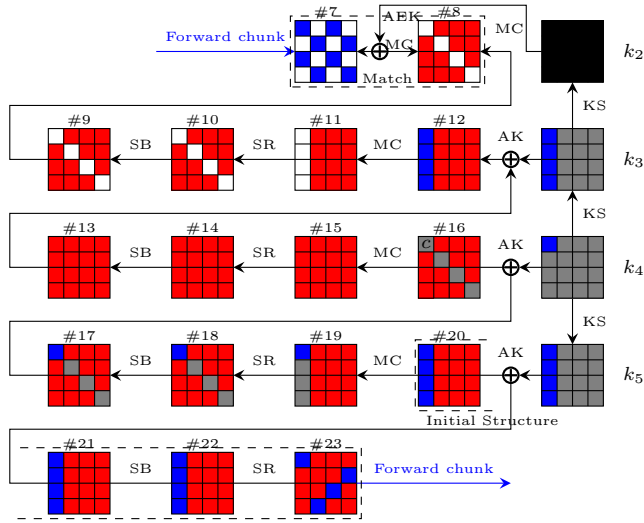 #7 AEK #8
Forward chunk MC MC k₂
Match
KS
#9 #10 #11 #12
SB SR MC AK k₃
KS
#13 #14 #15 #16
c
SB SR MC AK k₄
KS
#17 #18 #19 #20
SB SR MC AK k₅
Initial Structure
#21 #22 #23
SB SR Forward chunk